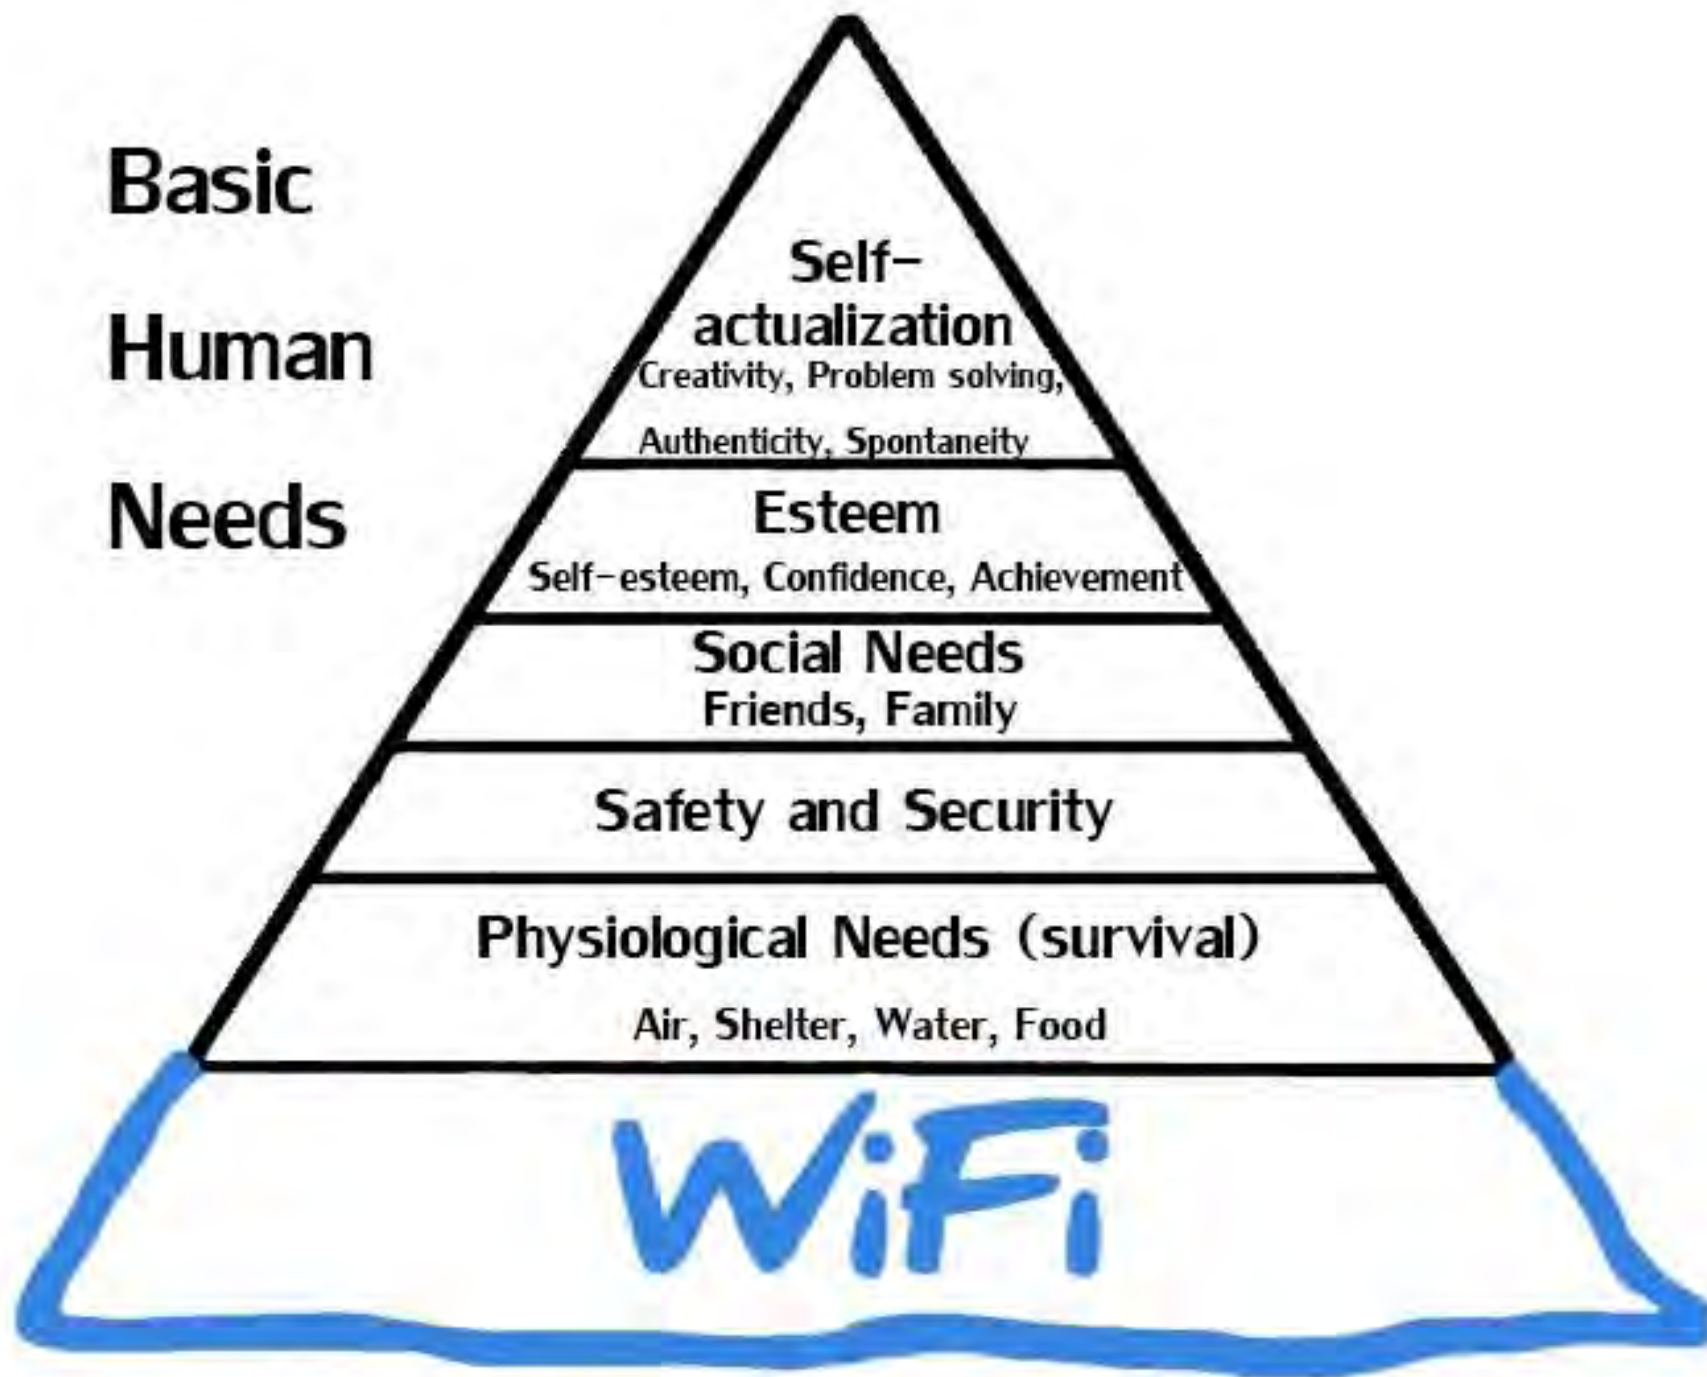 Basic
Human
Needs
Self-
actualization
Creativity, Problem solving,
Authenticity, Spontaneity
Esteem
Self-esteem, Confidence, Achievement
Social Needs
Friends, Family
Safety and Security
Physiological Needs (survival)
Air, Shelter, Water, Food
WiFi